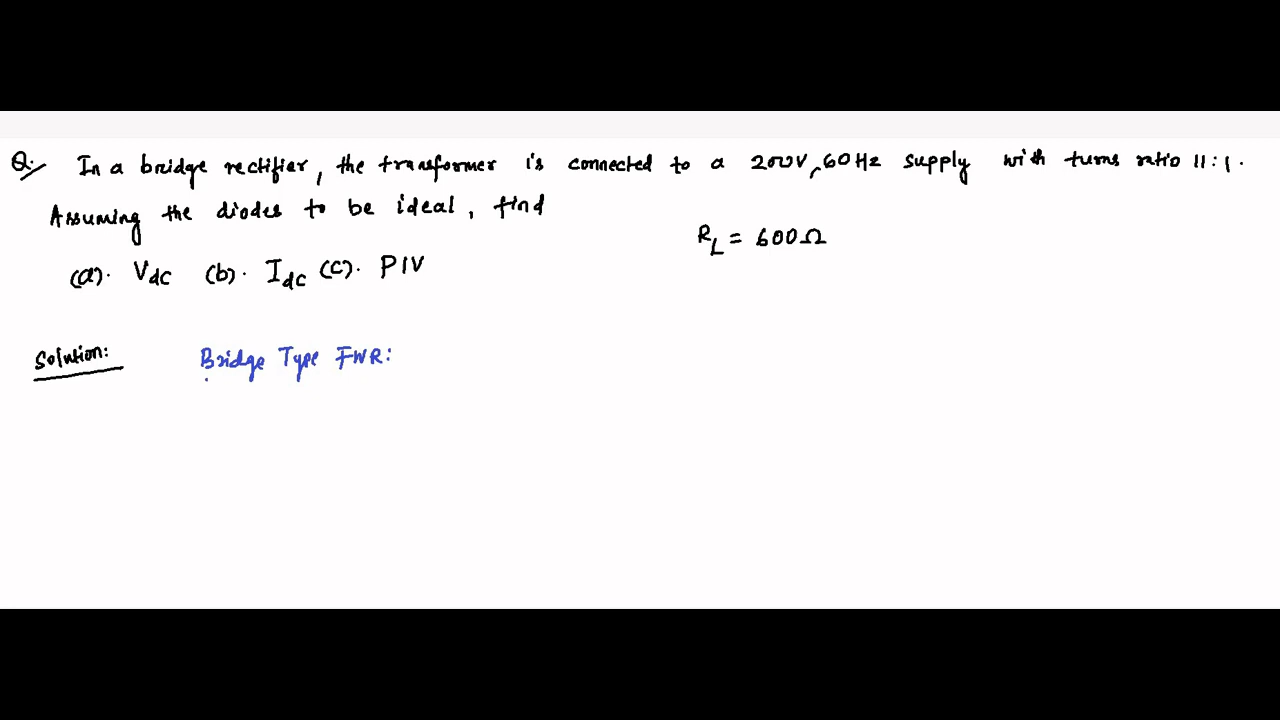 Q. In a bridge rectifier, the transformer is connected to a 200V, 60Hz supply with turns ratio 11:1.
Assuming the diodes to be ideal, find
RL = 600Ω
(a). Vdc (b). Idc (c). PIV
Solution: Bridge Type FWR: